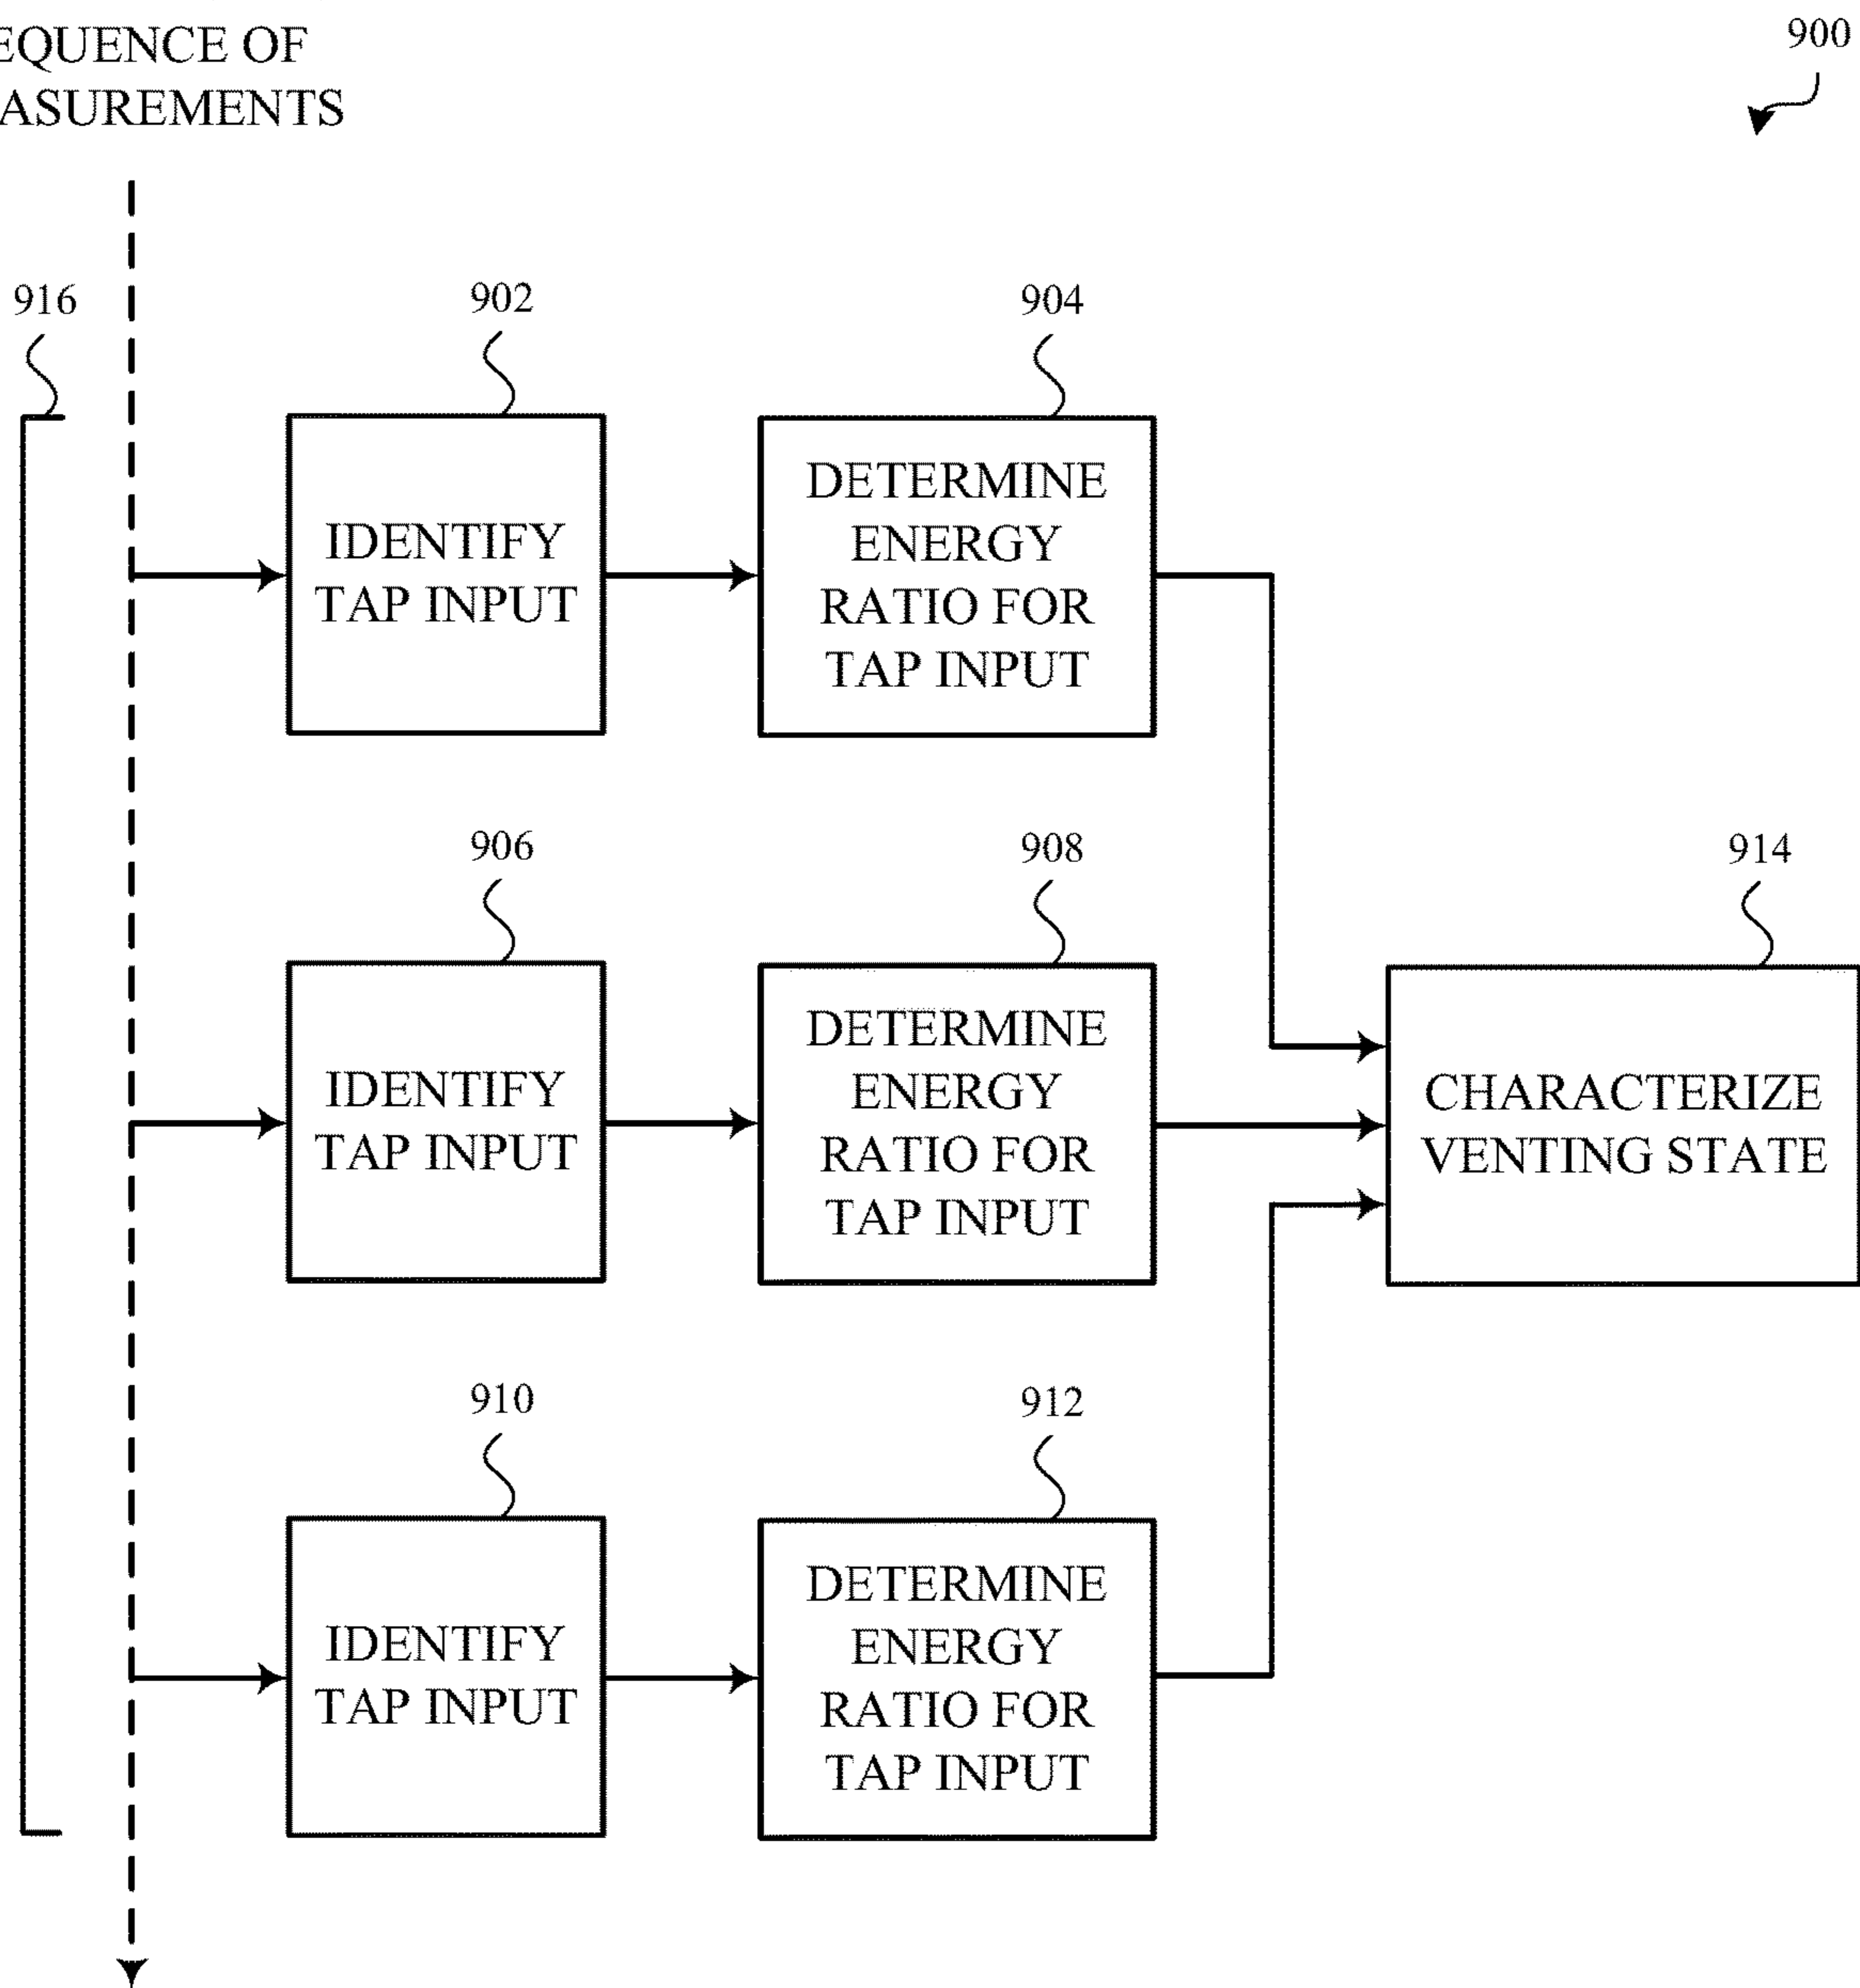 EQUENCE OF
ASUREMENTS
900
916
902
904
IDENTIFY
TAP INPUT
DETERMINE
ENERGY
RATIO FOR
TAP INPUT
906
908
914
IDENTIFY
TAP INPUT
DETERMINE
ENERGY
RATIO FOR
TAP INPUT
CHARACTERIZE
VENTING STATE
910
912
IDENTIFY
TAP INPUT
DETERMINE
ENERGY
RATIO FOR
TAP INPUT